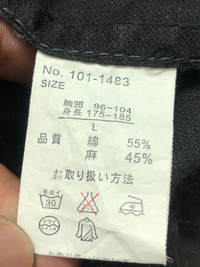 No. 101-1483
SIZE
胸囲 96~104
身長 175~185
L
品質 綿 55%
麻 45%
お取り扱い方法
30